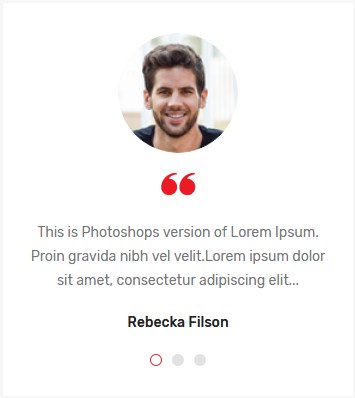 This is Photoshops version of Lorem Ipsum.
Proin gravida nibh vel velit.Lorem ipsum dolor
sit amet, consectetur adipiscing elit...
Rebecka Filson